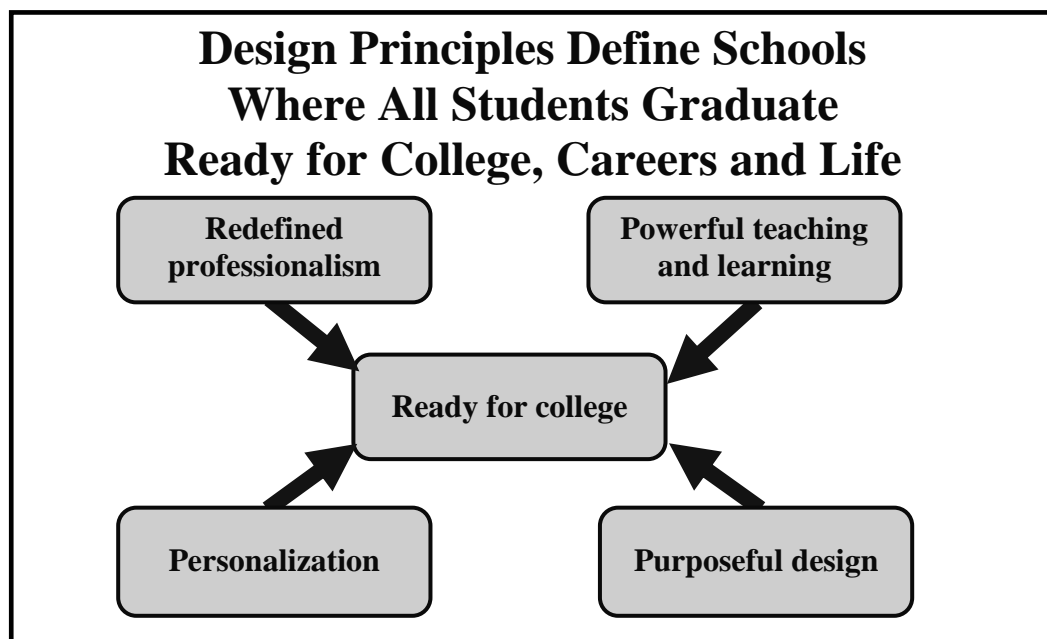 Design Principles Define Schools
Where All Students Graduate
Ready for College, Careers and Life
Redefined
professionalism
Powerful teaching
and learning
Ready for college
Personalization
Purposeful design